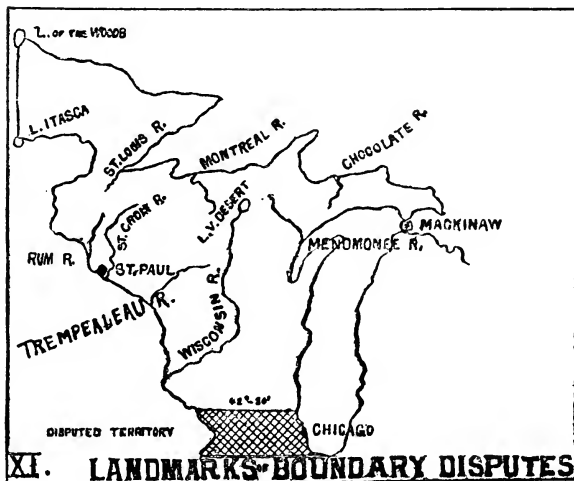 L. OF THE WOODS
L. ITASCA
ST. LOUIS R.
MONTREAL R.
CHOCOLATE R.
ST. CROIX R.
L.V. DESERT
MACKINAW
MENOMONEE R.
RUM R.
ST. PAUL
TREMPEALEAU R.
WISCONSIN R.
42°-30'
DISPUTED TERRITORY
CHICAGO
XI. LANDMARKS OF BOUNDARY DISPUTES